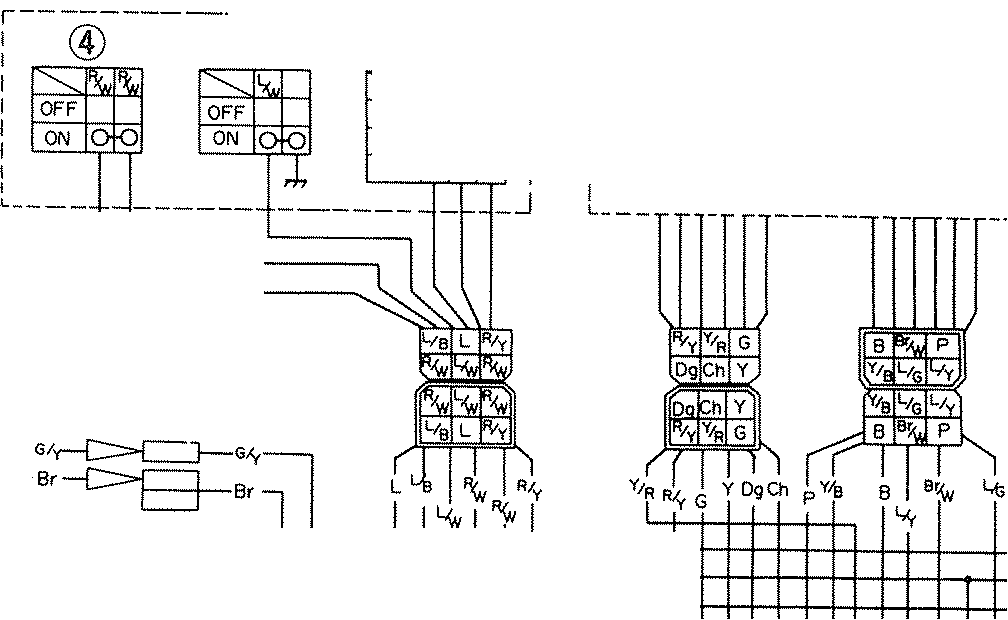 4
R/W R/W
OFF
ON
L/W
OFF
ON
L/B L R/Y
R/W L/W R/W
R/W L/W R/W
L/B L R/Y
R/Y Y/R G
Dg Ch Y
Dg Ch Y
R/Y Y/R G
B Br/W P
Y/B L/G L/Y
Y/B L/G L/Y
B Br/W P
G/Y G/Y
Br Br
L L/B L/W R/W R/W R/Y
Y/R R/Y G Y Dg Ch
P Y/B B L/Y Br/W L/G